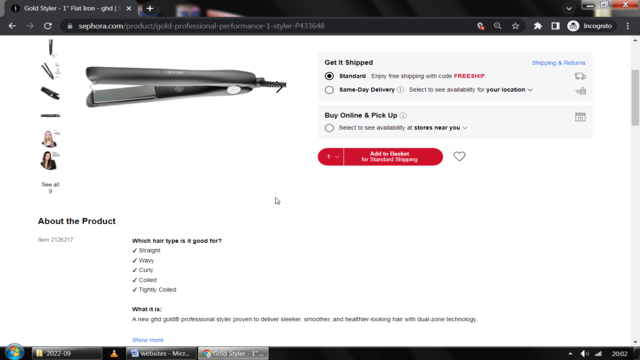 Gold Styler - 1" Flat Iron - ghd | S
Incognito
sephora.com/product/gold-professional-performance-1-styler-P433648
See all
9
Get It Shipped
Shipping & Returns
Standard Enjoy free shipping with code FREESHIP.
Same-Day Delivery Select to see availability for your location
Buy Online & Pick Up
Select to see availability at stores near you
1
Add to Basket
for Standard Shipping
About the Product
Item 2126217
Which hair type is it good for?
✓ Straight
✓ Wavy
✓ Curly
✓ Coiled
✓ Tightly Coiled
What it is:
A new ghd gold® professional styler proven to deliver sleeker, smoother, and healthier-looking hair with dual-zone technology.
Show more
2022-09
websites - Micr...
Gold Styler - 1" ...
20:02